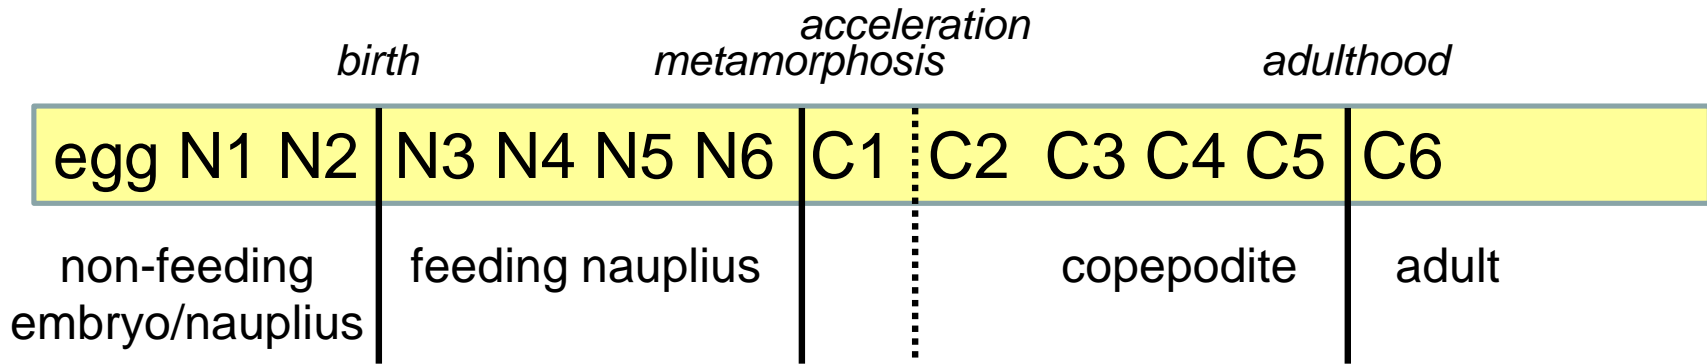 acceleration
birth metamorphosis adulthood
egg N1 N2 N3 N4 N5 N6 C1 C2 C3 C4 C5 C6
non-feeding feeding nauplius copepodite adult
embryo/nauplius